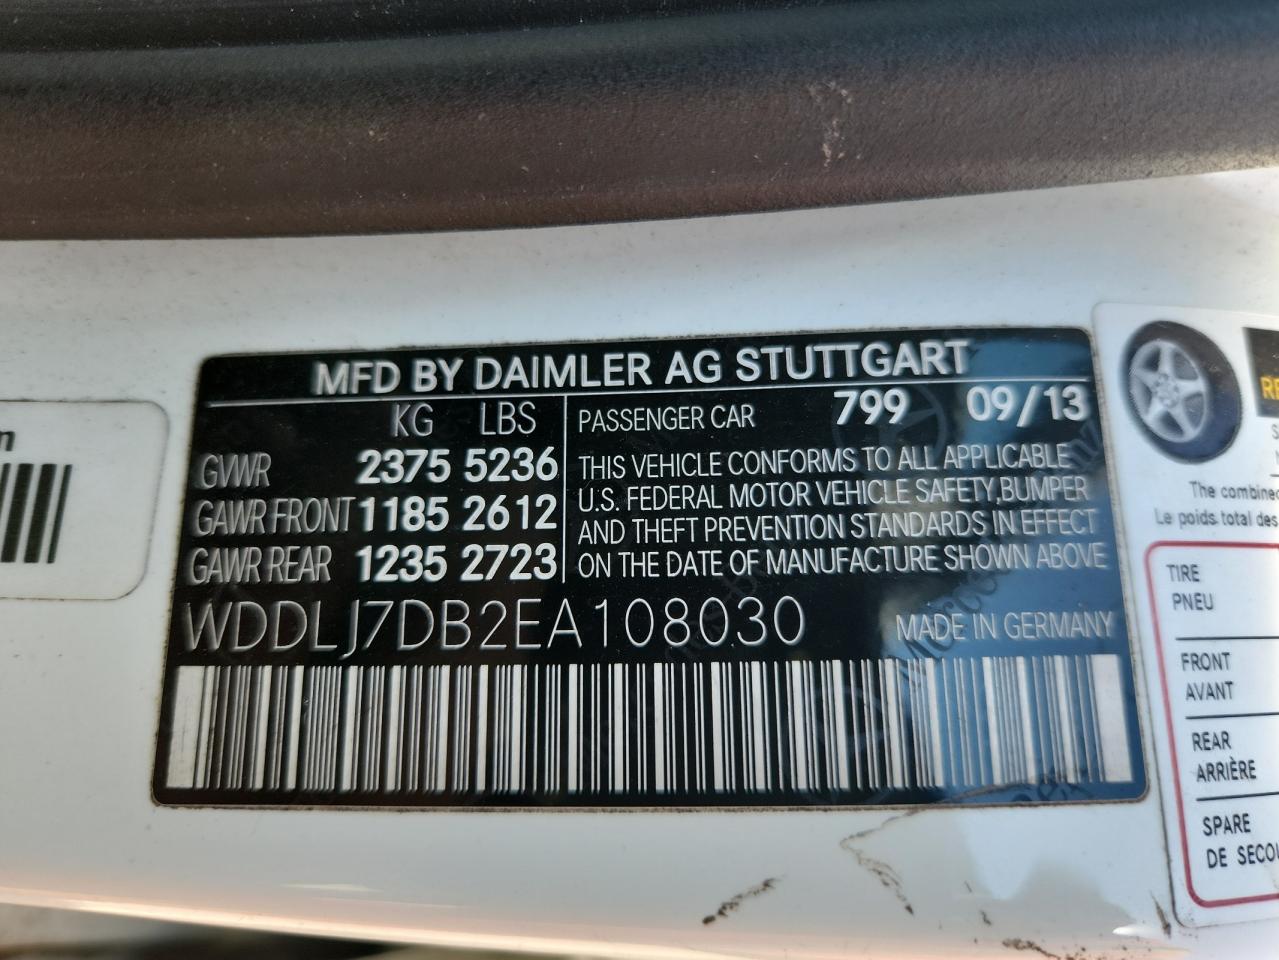 MFD BY DAIMLER AG STUTTGART
KG LBS
GVWR 2375 5236
GAWR FRONT 1185 2612
GAWR REAR 1235 2723
PASSENGER CAR 799 09/13
THIS VEHICLE CONFORMS TO ALL APPLICABLE
U.S. FEDERAL MOTOR VEHICLE SAFETY, BUMPER
AND THEFT PREVENTION STANDARDS IN EFFECT
ON THE DATE OF MANUFACTURE SHOWN ABOVE
WDDLJ7DB2EA108030 MADE IN GERMANY
The combined
Le poids total des
TIRE
PNEU
FRONT
AVANT
REAR
ARRIÈRE
SPARE
DE